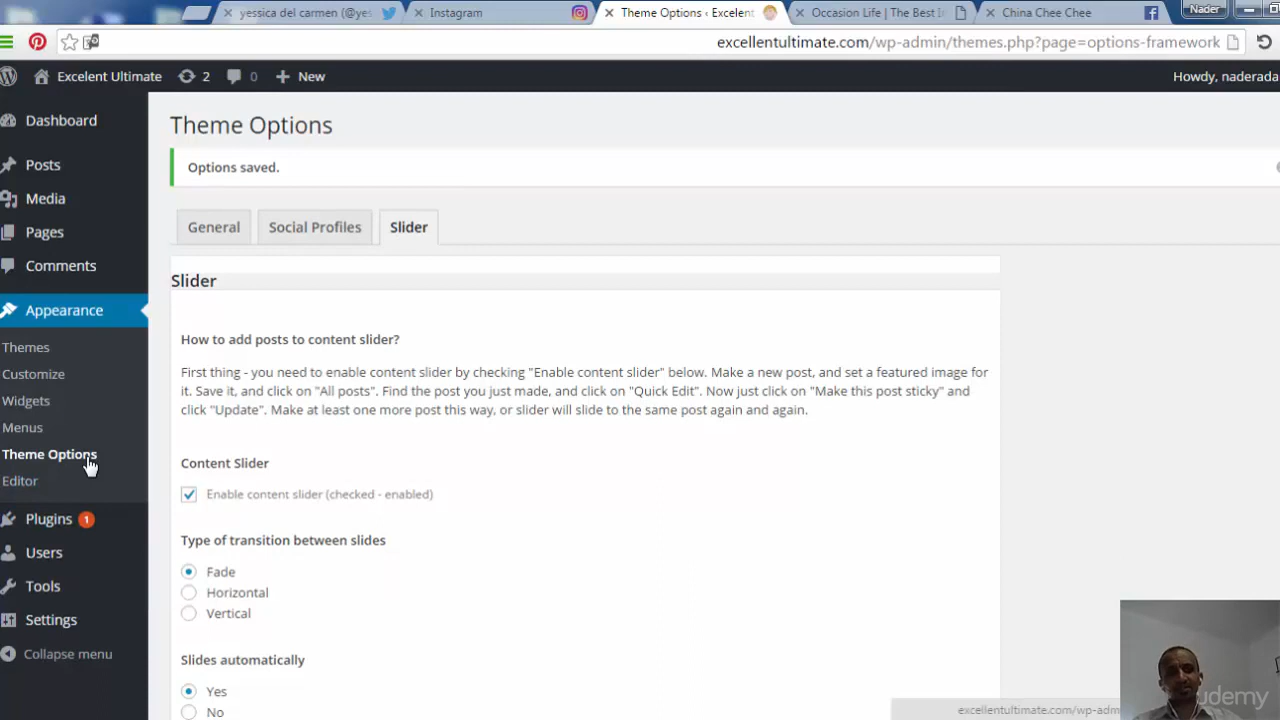 yessica del carmen (@yes
Instagram
Theme Options ‹ Excelent
Occasion Life | The Best I
China Chee Chee
Nader
excellentultimate.com/wp-admin/themes.php?page=options-framework
Excelent Ultimate
2
0
New
Howdy, naderada
Dashboard
Posts
Media
Pages
Comments
Appearance
Themes
Customize
Widgets
Menus
Theme Options
Editor
Plugins 1
Users
Tools
Settings
Collapse menu
Theme Options
Options saved.
General
Social Profiles
Slider
Slider
How to add posts to content slider?
First thing - you need to enable content slider by checking "Enable content slider" below. Make a new post, and set a featured image for
it. Save it, and click on "All posts". Find the post you just made, and click on "Quick Edit". Now just click on "Make this post sticky" and
click "Update". Make at least one more post this way, or slider will slide to the same post again and again.
Content Slider
Enable content slider (checked - enabled)
Type of transition between slides
Fade
Horizontal
Vertical
Slides automatically
Yes
No
excellentultimate.com/wp-adm
udemy